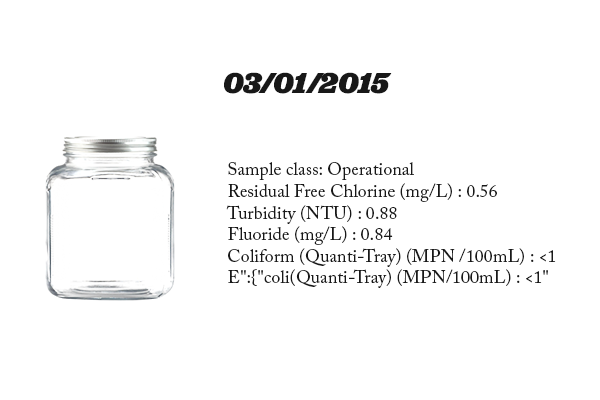 03/01/2015
Sample class: Operational
Residual Free Chlorine (mg/L) : 0.56
Turbidity (NTU) : 0.88
Fluoride (mg/L) : 0.84
Coliform (Quanti-Tray) (MPN /100mL) : <1
E":{"coli(Quanti-Tray) (MPN/100mL) : <1"